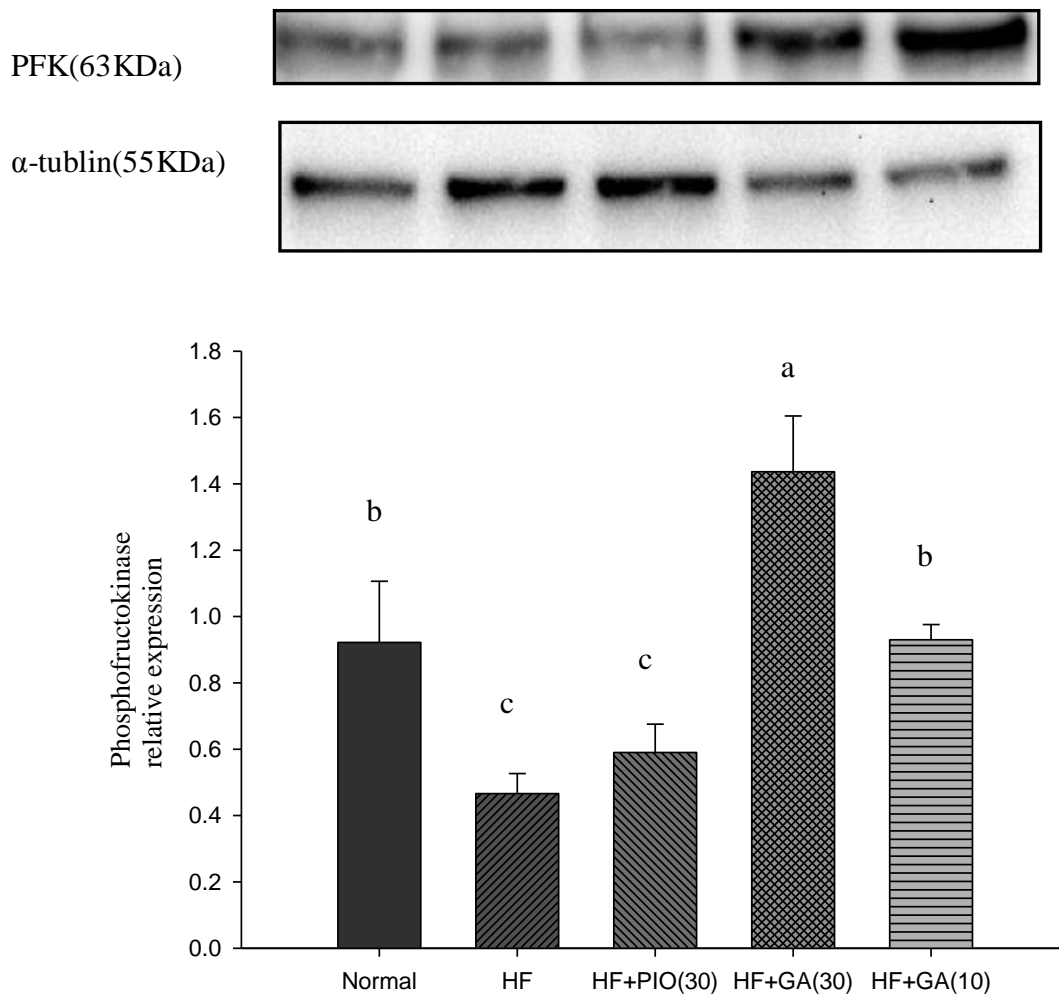 PFK(63KDa)
α-tublin(55KDa)
1.8
1.6
1.4
1.2
1.0
0.8
0.6
0.4
0.2
0.0
Phosphofructokinase
relative expression
b
c
c
a
b
Normal
HF
HF+PIO(30)
HF+GA(30)
HF+GA(10)